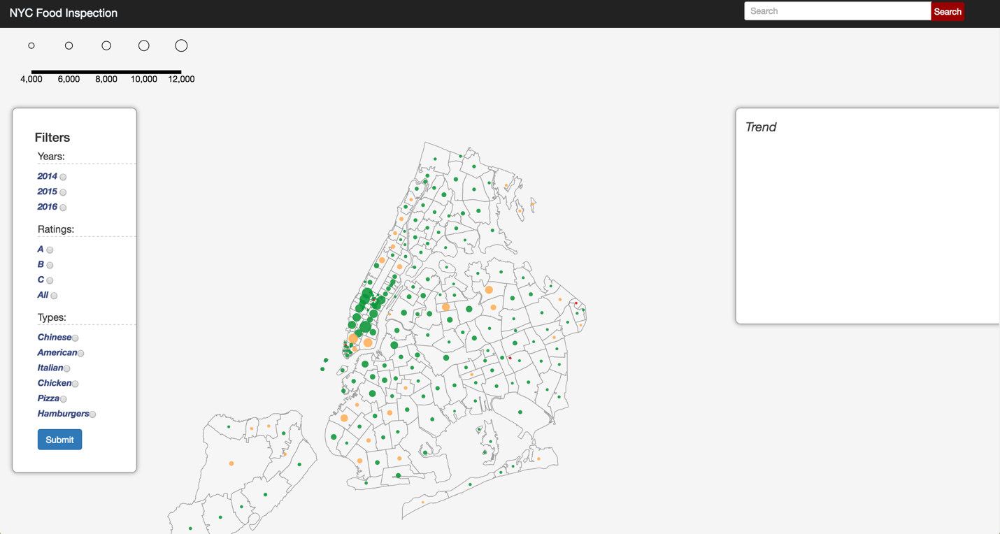 NYC Food Inspection
Search Search
4,000 6,000 8,000 10,000 12,000
Filters
Years:
2014
2015
2016
Ratings:
A
B
C
All
Types:
Chinese
American
Italian
Chicken
Pizza
Hamburgers
Submit
Trend